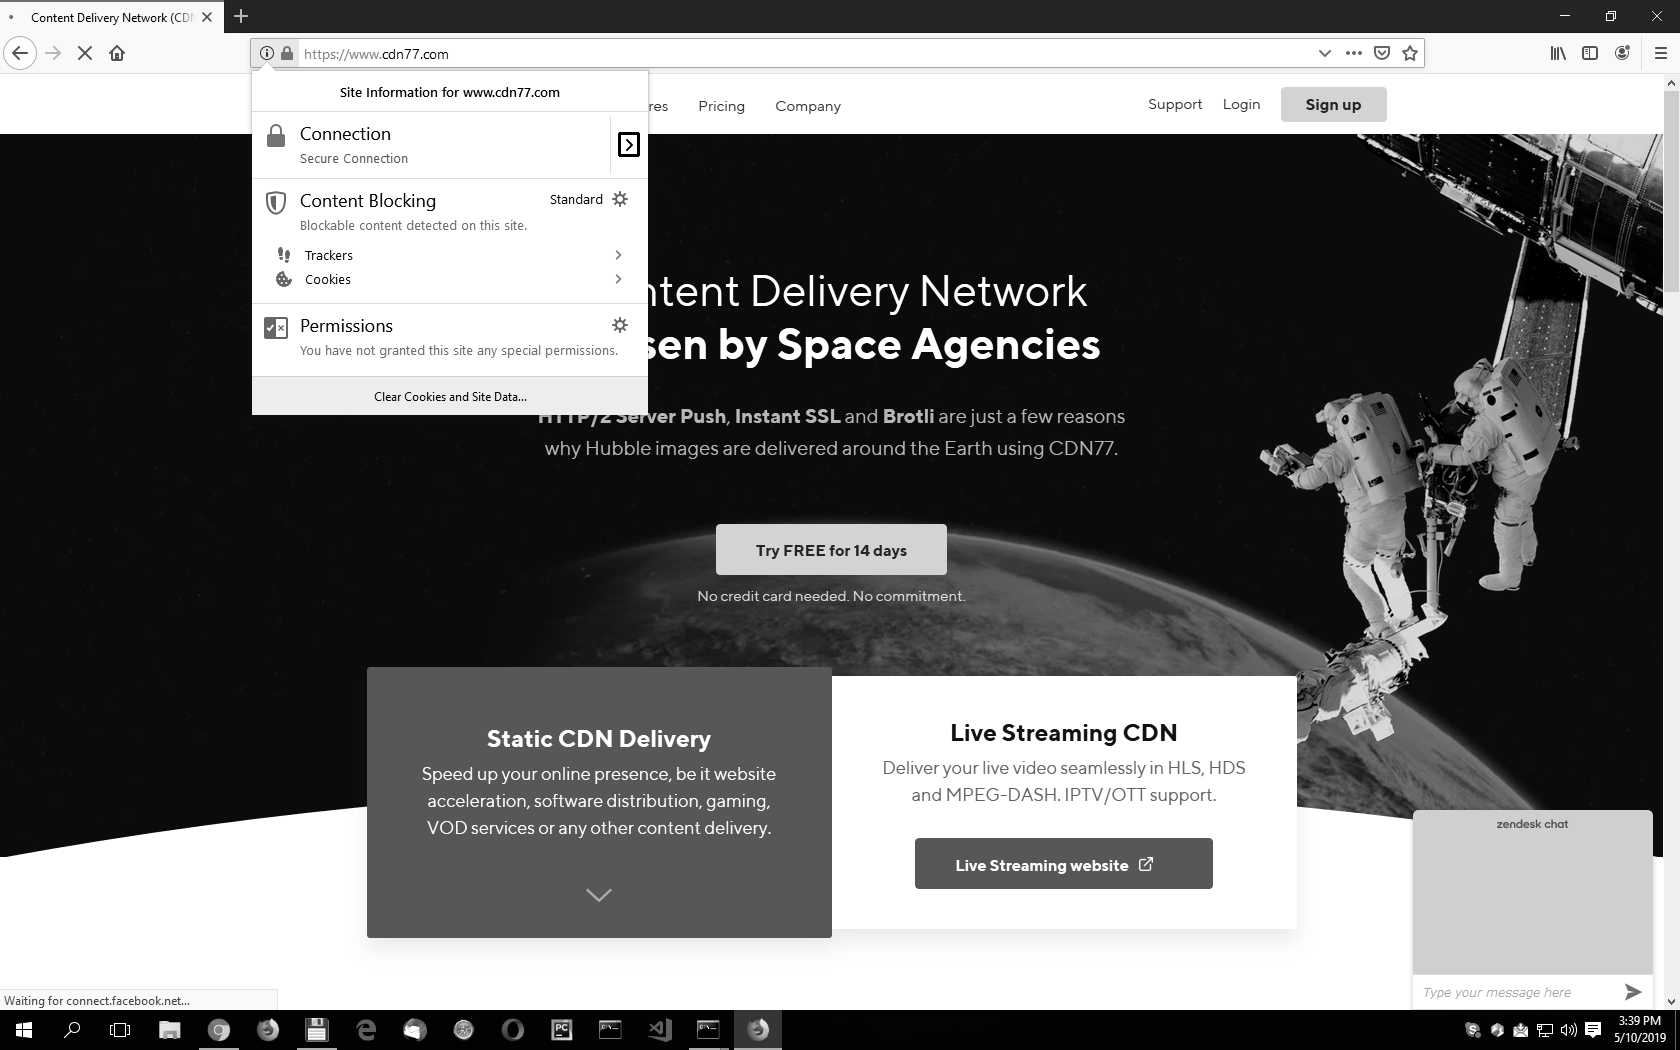 Content Delivery Network (CD
https://www.cdn77.com
Site Information for www.cdn77.com
Connection
Secure Connection
Content Blocking
Standard
Blockable content detected on this site.
Trackers
Cookies
Permissions
You have not granted this site any special permissions.
Clear Cookies and Site Data...
res
Pricing
Company
Support
Login
Sign up
ntent Delivery Network
sen by Space Agencies
HTTP/2 Server Push, Instant SSL and Brotli are just a few reasons
why Hubble images are delivered around the Earth using CDN77.
Try FREE for 14 days
No credit card needed. No commitment.
Static CDN Delivery
Speed up your online presence, be it website
acceleration, software distribution, gaming,
VOD services or any other content delivery.
Live Streaming CDN
Deliver your live video seamlessly in HLS, HDS
and MPEG-DASH. IPTV/OTT support.
Live Streaming website
zendesk chat
Type your message here
Waiting for connect.facebook.net...
PC
3:39 PM
5/10/2019